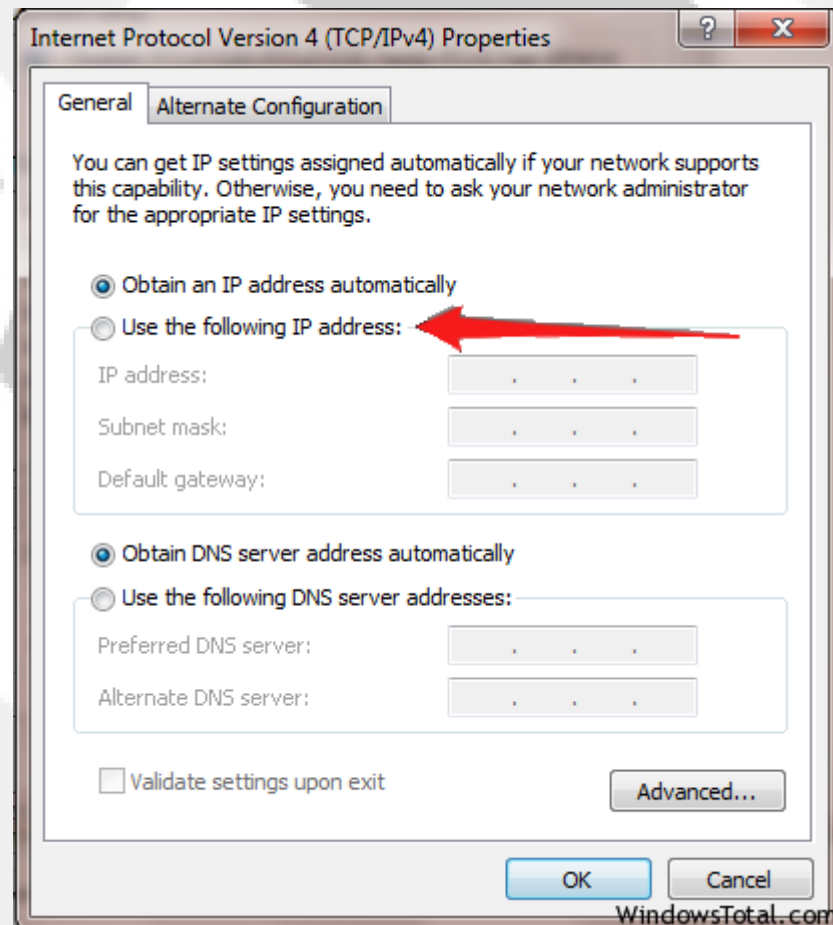 Internet Protocol Version 4 (TCP/IPv4) Properties
?
General
Alternate Configuration
You can get IP settings assigned automatically if your network supports
this capability. Otherwise, you need to ask your network administrator
for the appropriate IP settings.
Obtain an IP address automatically
Use the following IP address:
IP address:
Subnet mask:
Default gateway:
Obtain DNS server address automatically
Use the following DNS server addresses:
Preferred DNS server:
Alternate DNS server:
Validate settings upon exit
Advanced...
OK
Cancel
WindowsTotal.com